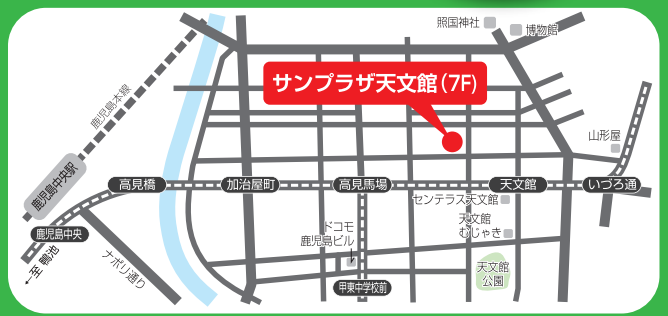 照国神社
博物館
サンプラザ天文館(7F)
鹿児島本線
山形屋
鹿児島中央駅
高見橋
加治屋町
高見馬場
天文館
いづろ通
センテラス天文館
鹿児島中央
ドコモ
鹿児島ビル
天文館
むじゃき
←至 鴨池
ナポリ通り
天文館
公園
甲東中学校前